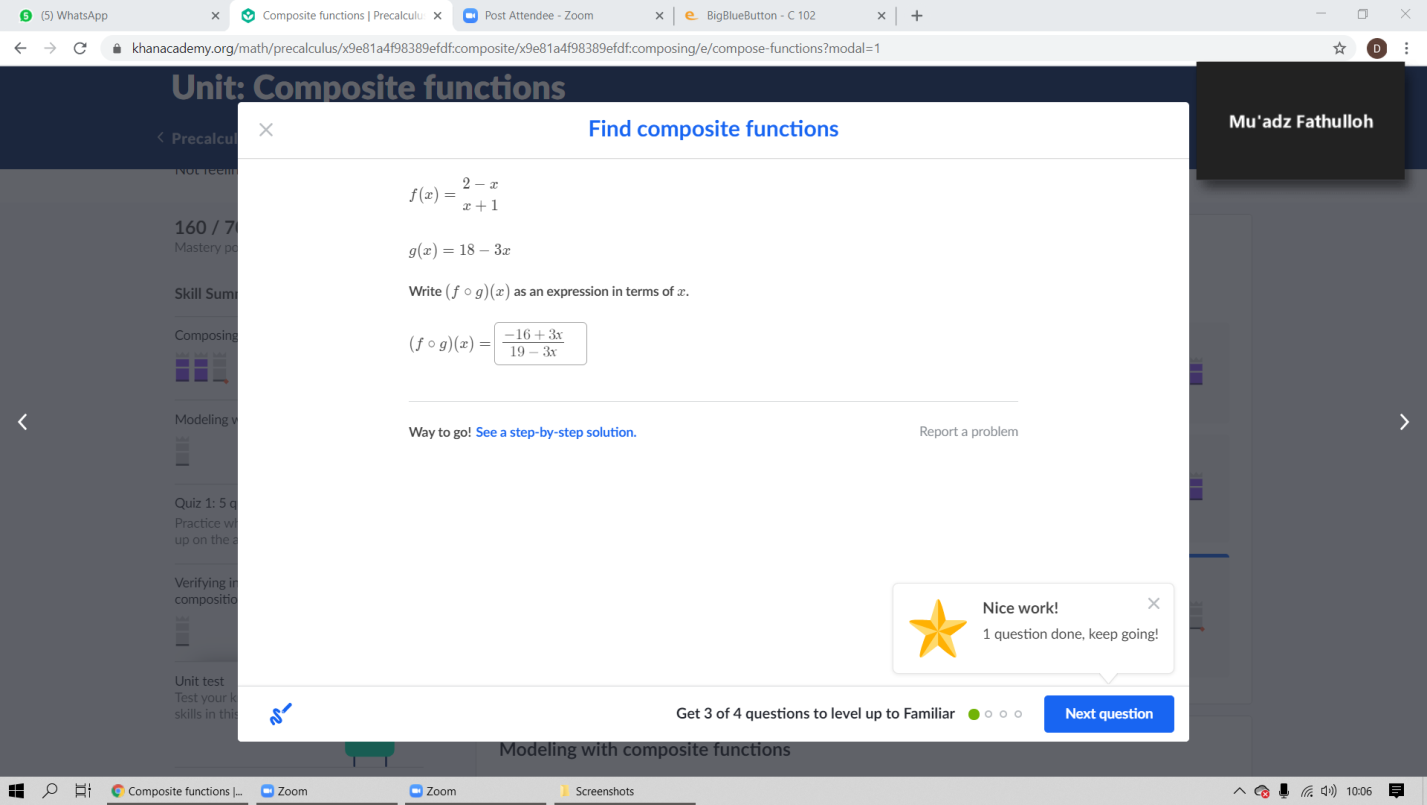 (5) WhatsApp
Composite functions | Precalculu
Post Attendee - Zoom
BigBlueButton - C 102
khanacademy.org/math/precalculus/x9e81a4f98389efdf:composite/x9e81a4f98389efdf:composing/e/compose-functions?modal=1
D
Unit: Composite functions
Precalcul
Mu'adz Fathulloh
Find composite functions
f(x) = \frac{2 - x}{x + 1}
g(x) = 18 - 3x
Write (f ∘ g)(x) as an expression in terms of x.
(f ∘ g)(x) = \frac{-16 + 3x}{19 - 3x}
Way to go! See a step-by-step solution.
Report a problem
160 / 70
Mastery po
Skill Sum
Composing
Modeling w
Quiz 1: 5 q
Practice wh
up on the a
Verifying in
compositio
Unit test
Test your k
skills in this
Nice work!
1 question done, keep going!
Get 3 of 4 questions to level up to Familiar
Next question
Modeling with composite functions
Composite functions |...
Zoom
Zoom
Screenshots
10:06